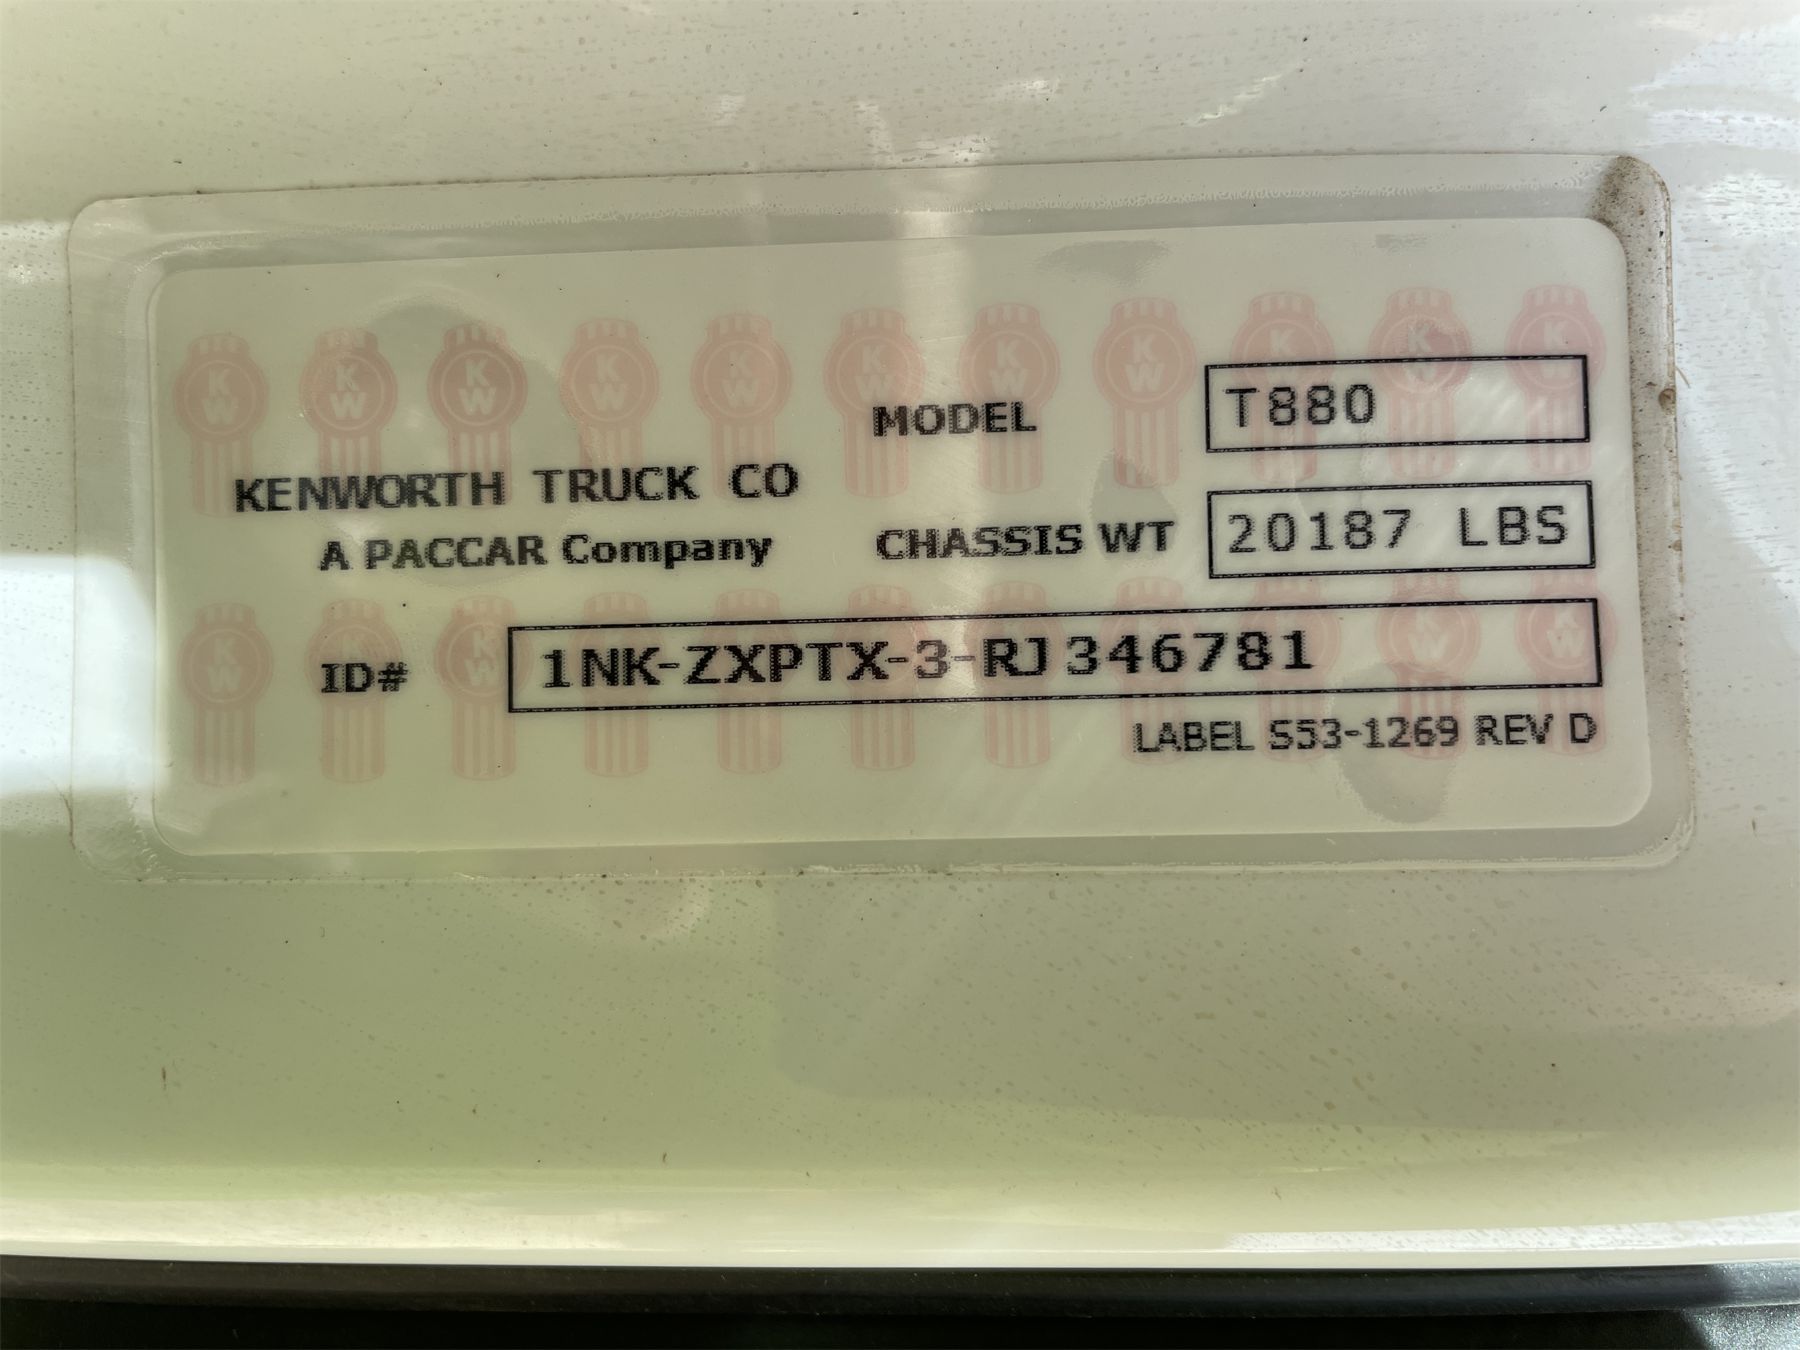 MODEL T880
KENWORTH TRUCK CO
A PACCAR Company
CHASSIS WT 20187 LBS
ID# 1NK-ZXPTX-3-RJ346781
LABEL S53-1269 REV D